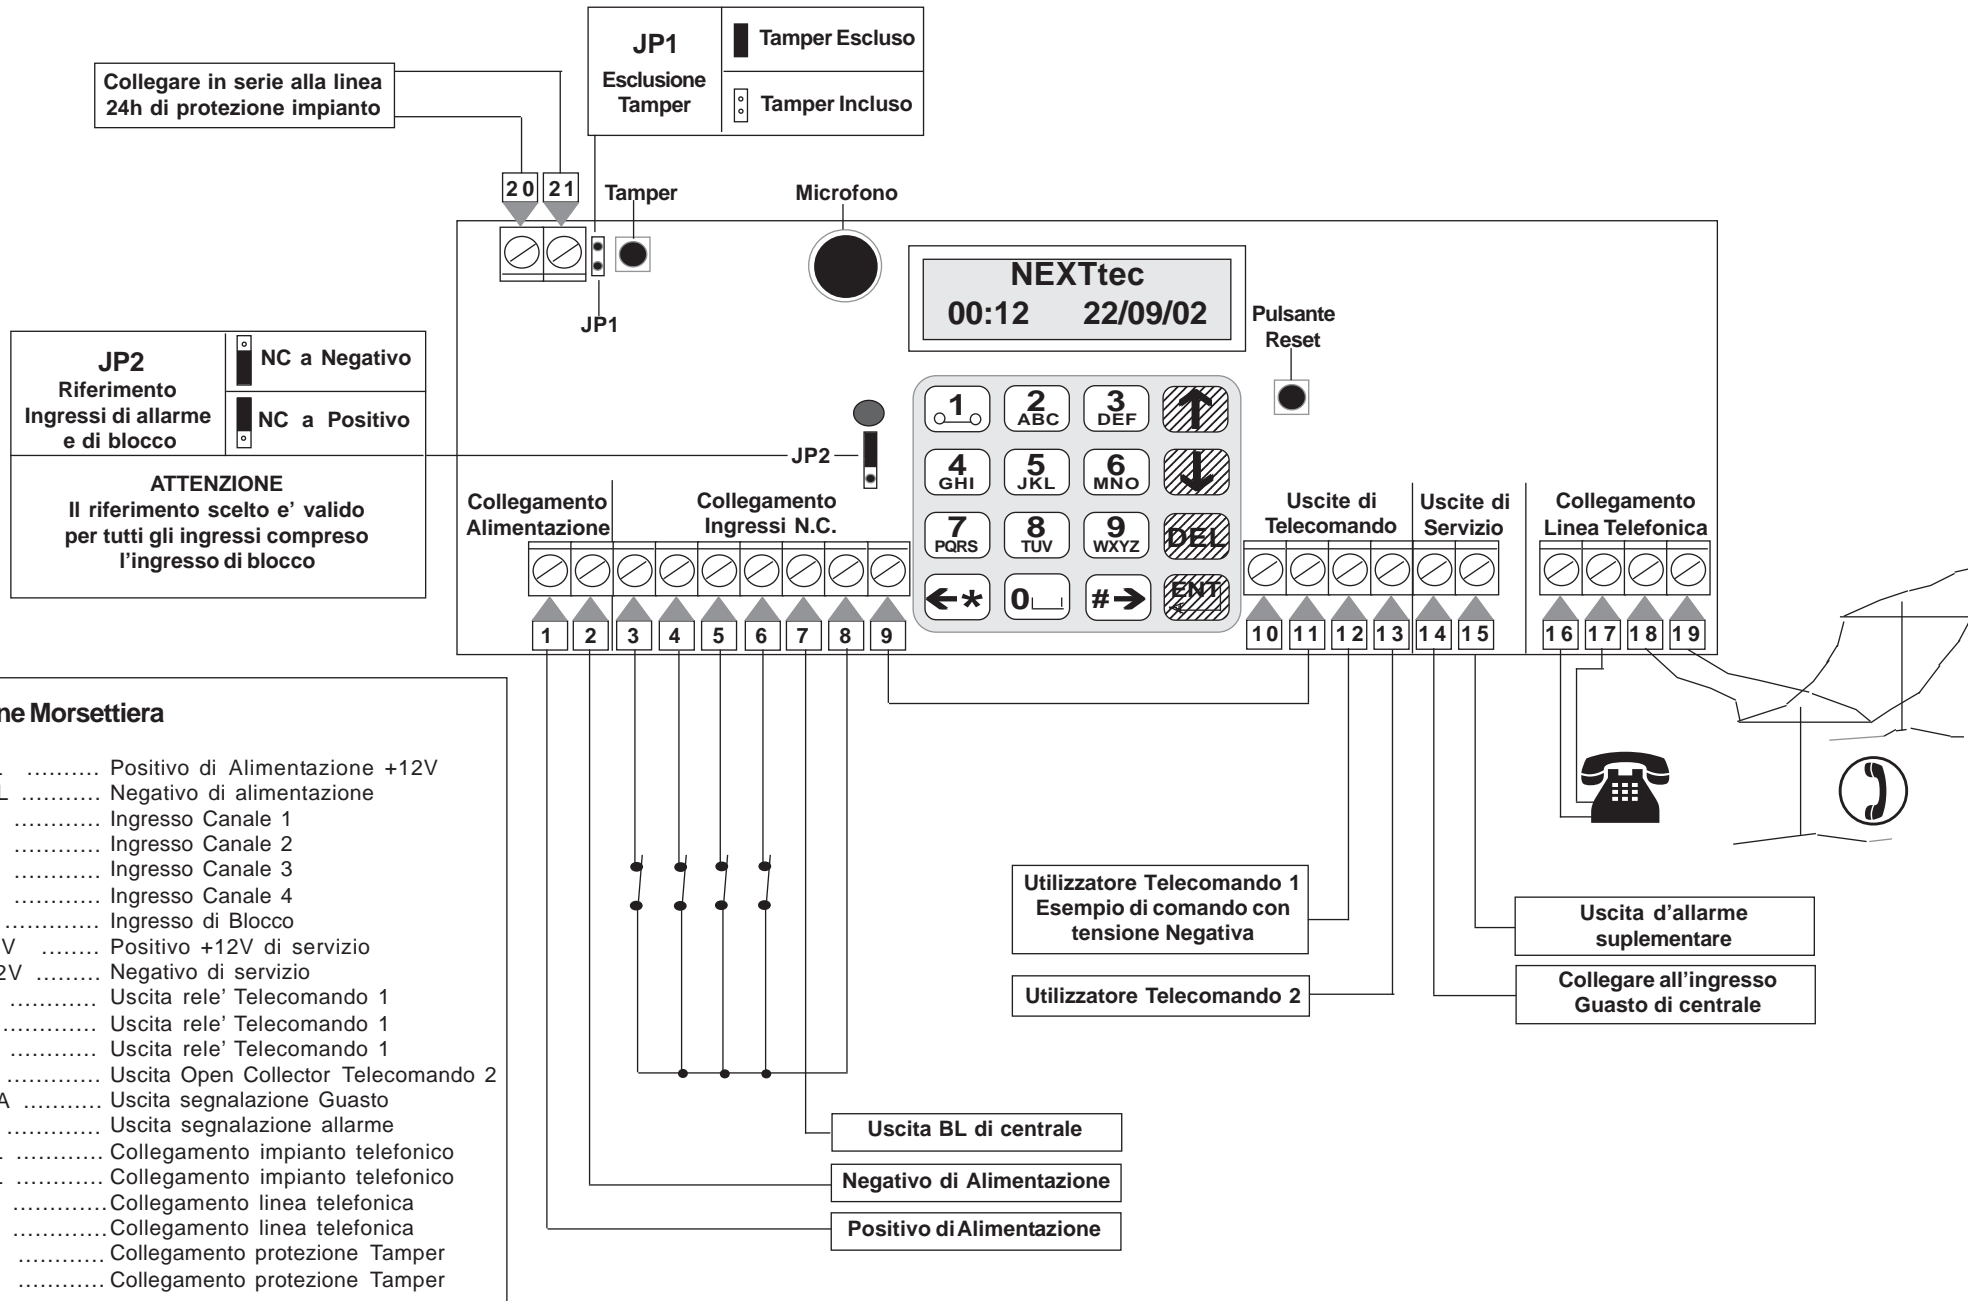 JP1
Esclusione
Tamper
Tamper Escluso
Tamper Incluso
Collegare in serie alla linea
24h di protezione impianto
20 21
Tamper
Microfono
JP1
NEXTtec
00:12 22/09/02
Pulsante
Reset
JP2
Riferimento
Ingressi di allarme
e di blocco
NC a Negativo
NC a Positivo
ATTENZIONE
Il riferimento scelto e' valido
per tutti gli ingressi compreso
l'ingresso di blocco
JP2
1
2 ABC
3 DEF
4 GHI
5 JKL
6 MNO
7 PQRS
8 TUV
9 WXYZ
DEL
*
0
#
ENT
Collegamento
Alimentazione
Collegamento
Ingressi N.C.
Uscite di
Telecomando
Uscite di
Servizio
Collegamento
Linea Telefonica
1 2 3 4 5 6 7 8 9 10 11 12 13 14 15 16 17 18 19
ne Morsettiera
.......... Positivo di Alimentazione +12V
L ........... Negativo di alimentazione
............ Ingresso Canale 1
............ Ingresso Canale 2
............ Ingresso Canale 3
............ Ingresso Canale 4
............. Ingresso di Blocco
V ........ Positivo +12V di servizio
2V ......... Negativo di servizio
............ Uscita rele' Telecomando 1
............. Uscita rele' Telecomando 1
............ Uscita rele' Telecomando 1
............. Uscita Open Collector Telecomando 2
A ........... Uscita segnalazione Guasto
............. Uscita segnalazione allarme
............ Collegamento impianto telefonico
............ Collegamento impianto telefonico
............. Collegamento linea telefonica
............. Collegamento linea telefonica
............ Collegamento protezione Tamper
............ Collegamento protezione Tamper
Utilizzatore Telecomando 1
Esempio di comando con
tensione Negativa
Utilizzatore Telecomando 2
Uscita d'allarme
suplementare
Collegare all'ingresso
Guasto di centrale
Uscita BL di centrale
Negativo di Alimentazione
Positivo di Alimentazione